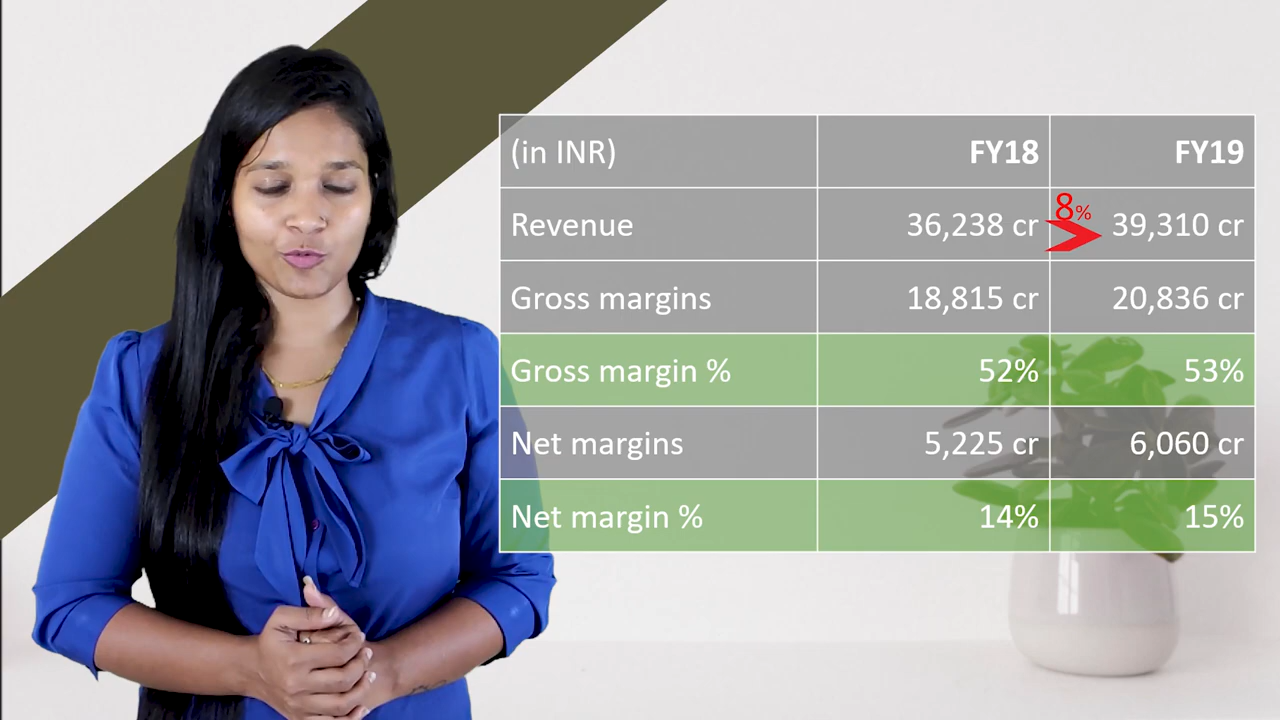 (in INR) FY18 FY19
8%
Revenue 36,238 cr 39,310 cr
Gross margins 18,815 cr 20,836 cr
Gross margin % 52% 53%
Net margins 5,225 cr 6,060 cr
Net margin % 14% 15%